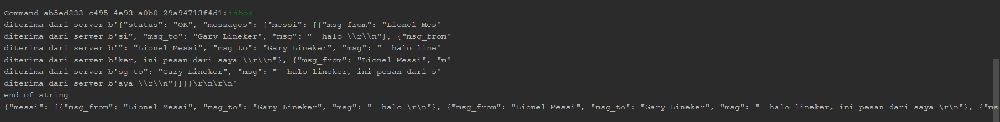 Command ab5ed233-c495-4e93-a0b0-29a94713f4d1:inbox
diterima dari server b'{"status": "OK", "messages": {"messi": [{"msg_from": "Lionel Mes'
diterima dari server b'si", "msg_to": "Gary Lineker", "msg": "  halo \\r\\n"}, {"msg_from'
diterima dari server b'": "Lionel Messi", "msg_to": "Gary Lineker", "msg": "  halo line'
diterima dari server b'ker, ini pesan dari saya \\r\\n"}, {"msg_from": "Lionel Messi", "m'
diterima dari server b'sg_to": "Gary Lineker", "msg": "  halo lineker, ini pesan dari s'
diterima dari server b'aya \\r\\n"}]}}\r\n\r\n'
end of string
{"messi": [{"msg_from": "Lionel Messi", "msg_to": "Gary Lineker", "msg": "  halo \r\n"}, {"msg_from": "Lionel Messi", "msg_to": "Gary Lineker", "msg": "  halo lineker, ini pesan dari saya \r\n"}, {"ms